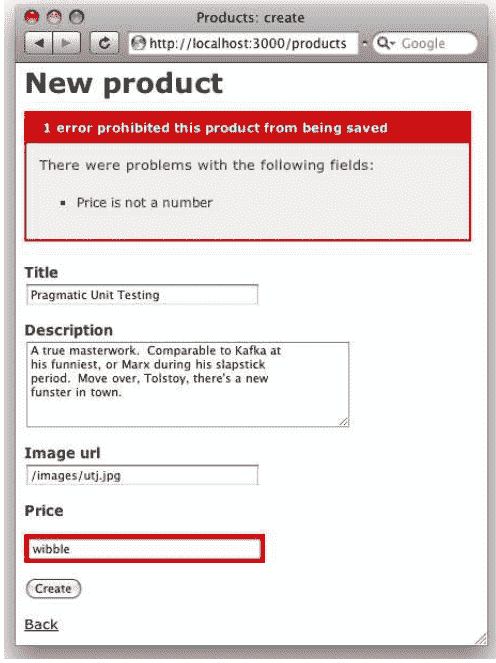 Products: create
http://localhost:3000/products
Google
New product
1 error prohibited this product from being saved
There were problems with the following fields:
Price is not a number
Title
Pragmatic Unit Testing
Description
A true masterwork. Comparable to Kafka at
his funniest, or Marx during his slapstick
period. Move over, Tolstoy, there's a new
funster in town.
Image url
/images/utj.jpg
Price
wibble
Create
Back